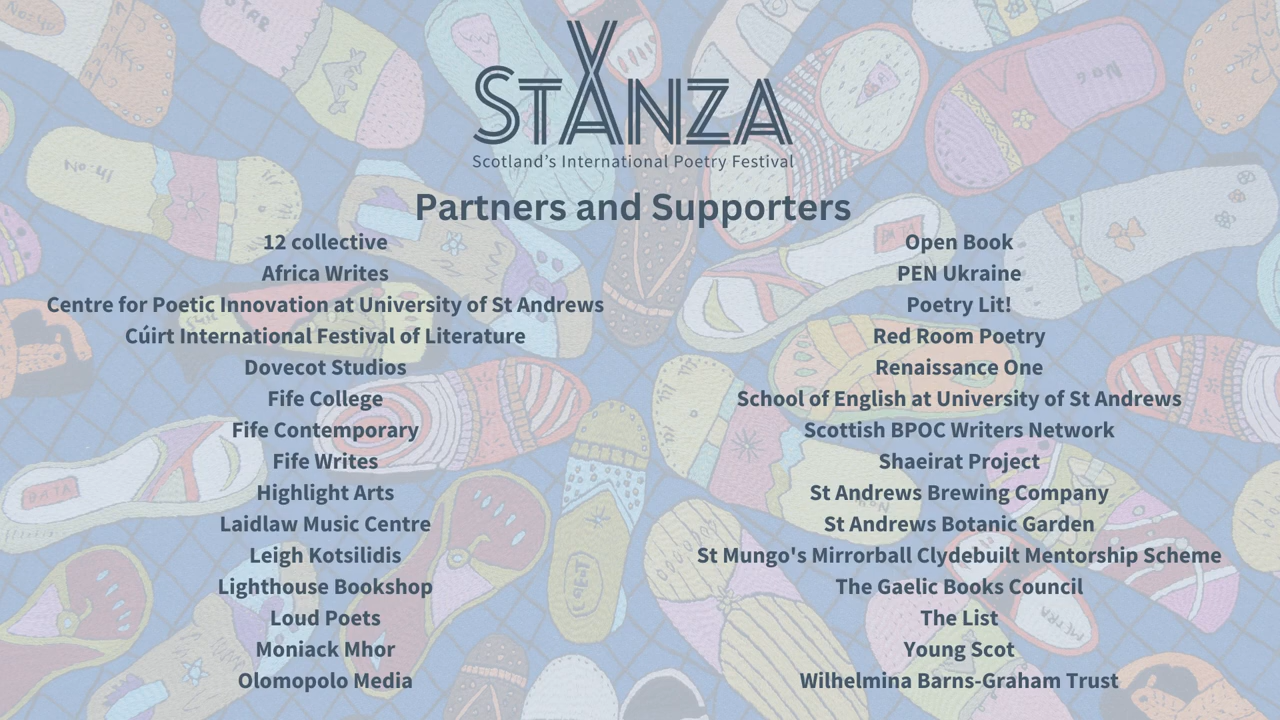 STANZA
Scotland's International Poetry Festival
Partners and Supporters
12 collective
Africa Writes
Centre for Poetic Innovation at University of St Andrews
Cúirt International Festival of Literature
Dovecot Studios
Fife College
Fife Contemporary
Fife Writes
Highlight Arts
Laidlaw Music Centre
Leigh Kotsilidis
Lighthouse Bookshop
Loud Poets
Moniack Mhor
Olomopolo Media
Open Book
PEN Ukraine
Poetry Lit!
Red Room Poetry
Renaissance One
School of English at University of St Andrews
Scottish BPOC Writers Network
Shaeirat Project
St Andrews Brewing Company
St Andrews Botanic Garden
St Mungo's Mirrorball Clydebuilt Mentorship Scheme
The Gaelic Books Council
The List
Young Scot
Wilhelmina Barns-Graham Trust
STAR
No:6
BATA
BATA